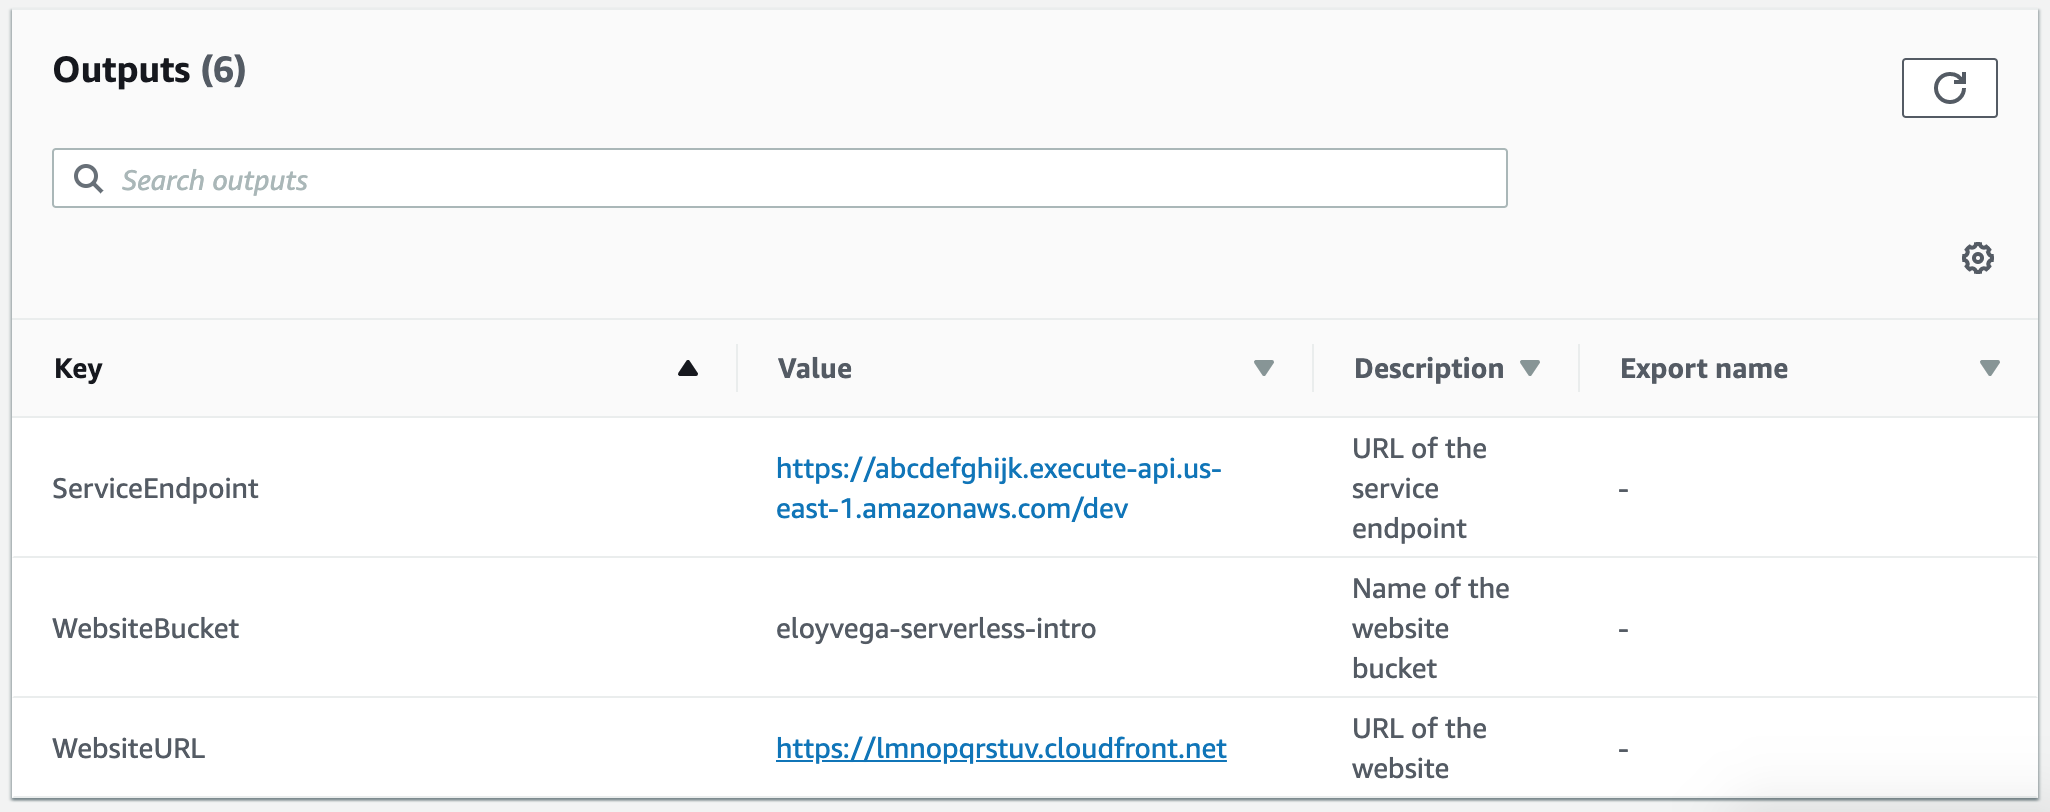 Outputs (6)
Search outputs
Key Value Description Export name
ServiceEndpoint https://abcdefghijk.execute-api.us-
east-1.amazonaws.com/dev URL of the
service
endpoint -
WebsiteBucket eloyvega-serverless-intro Name of the
website
bucket -
WebsiteURL https://lmnopqrstuv.cloudfront.net URL of the
website -